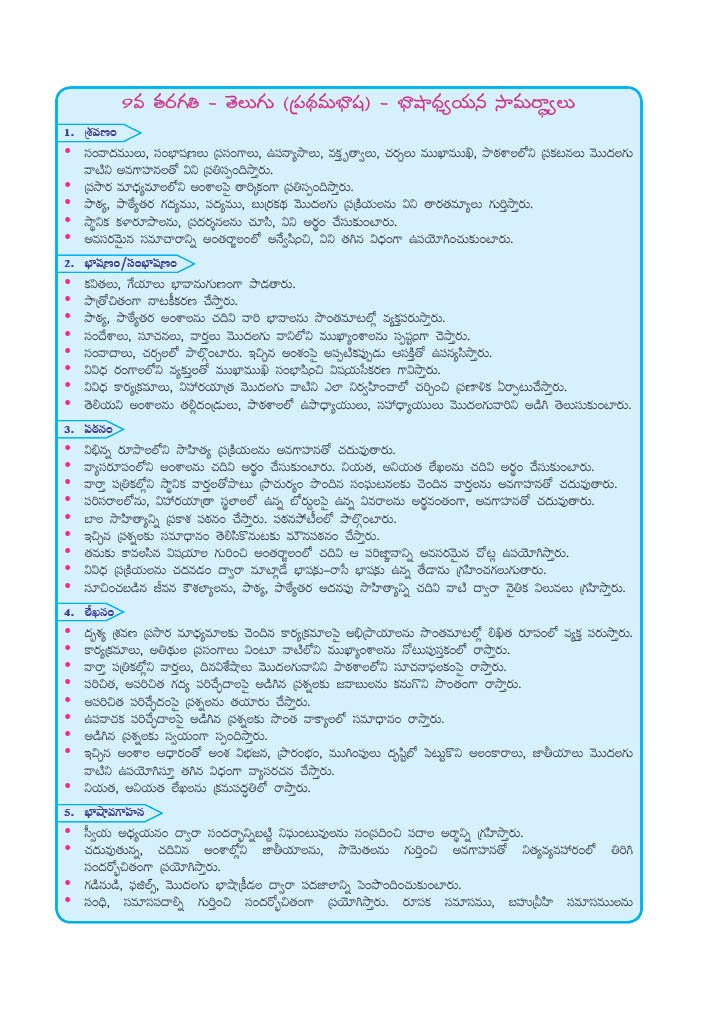 9వ తరగతి - తెలుగు (ప్రథమభాష) - భాషాధ్యయన సామర్థ్యాలు
1. శ్రవణం
• సంవాదములు, సంభాషణలు ప్రసంగాలు, ఉపన్యాసాలు, వక్తృత్వాలు, చర్చలు ముఖాముఖి, పాఠశాలలోని ప్రకటనలు మొదలగు
వాటిని అవగాహనలతో విని ప్రతిస్పందిస్తారు.
• ప్రసార మాధ్యమాలలోని అంశాలపై తార్కికంగా ప్రతిస్పందిస్తారు.
• పాఠ్య, పాఠ్యేతర గద్యము, పద్యము, బుర్రకథ మొదలగు ప్రక్రియలను విని తారతమ్యాలు గుర్తిస్తారు.
• స్థానిక కళారూపాలను, ప్రదర్శనలను చూసి, విని అర్థం చేసుకుంటారు.
• అవసరమైన సమాచారాన్ని అంతర్జాలంలో అన్వేషించి, విని తగిన విధంగా ఉపయోగించుకుంటారు.
2. భాషణం/సంభాషణం
• కవితలు, గేయాలు భావానుగుణంగా పాడతారు.
• పాత్రోచితంగా నాటకీకరణ చేస్తారు.
• పాఠ్య, పాఠ్యేతర అంశాలను చదివి వారి భావాలను సొంతమాటల్లో వ్యక్తపరుస్తారు.
• సందేశాలు, సూచనలు, వార్తలు మొదలగు వానిలోని ముఖ్యాంశాలను స్పష్టంగా చెప్తారు.
• సంవాదాలు, చర్చలలో పాల్గొంటారు. ఇచ్చిన అంశంపై అప్పటికప్పుడు ఆసక్తితో ఉపన్యసిస్తారు.
• వివిధ రంగాలలోని వ్యక్తులతో ముఖాముఖి సంభాషించి విషయసేకరణ గావిస్తారు.
• వివిధ కార్యక్రమాలు, విహారయాత్ర మొదలగు వాటిని ఎలా నిర్వహించాలో చర్చించి ప్రణాళిక ఏర్పాటుచేస్తారు.
• తెలియని అంశాలను తల్లిదండ్రులు, పాఠశాలలో ఉపాధ్యాయులు, సహాధ్యాయులు మొదలగువారిని అడిగి తెలుసుకుంటారు.
3. పఠనం
• విభిన్న రూపాలలోని సాహిత్య ప్రక్రియలను అవగాహనతో చదువుతారు.
• వ్యాసరూపంలోని అంశాలను చదివి అర్థం చేసుకుంటారు. నియత, అనియత లేఖలను చదివి అర్థం చేసుకుంటారు.
• వార్తా పత్రికల్లోని స్థానిక వార్తలతోపాటు ప్రాచుర్యం పొందిన సంఘటనలకు చెందిన వార్తలను అవగాహనతో చదువుతారు.
• పరిసరాలలోను, విహారయాత్రా స్థలాలలో ఉన్న బోర్డులపై ఉన్న వివరాలను అర్థవంతంగా, అవగాహనతో చదువుతారు.
• బాల సాహిత్యాన్ని ప్రకాశ పఠనం చేస్తారు. పఠనపోటీలలో పాల్గొంటారు.
• ఇచ్చిన ప్రశ్నలకు సమాధానం తెలిసికొనుటకు మౌనపఠనం చేస్తారు.
• తమకు కావలసిన విషయాల గురించి అంతర్జాలంలో చదివి ఆ పరిజ్ఞానాన్ని అవసరమైన చోట్ల ఉపయోగిస్తారు.
• వివిధ ప్రక్రియలను చదవడం ద్వారా మాట్లాడే భాషకు-రాసే భాషకు ఉన్న తేడాను గ్రహించగలుగుతారు.
• సూచించబడిన జీవన కౌశల్యాలను, పాఠ్య, పాఠ్యేతర అదనపు సాహిత్యాన్ని చదివి వాటి ద్వారా నైతిక విలువలు గ్రహిస్తారు.
4. లేఖనం
• దృశ్య శ్రవణ ప్రసార మాధ్యమాలకు చెందిన కార్యక్రమాలపై అభిప్రాయాలను సొంతమాటల్లో లిఖిత రూపంలో వ్యక్త పరుస్తారు.
• కార్యక్రమాలు, అతిథుల ప్రసంగాలు వింటూ వాటిలోని ముఖ్యాంశాలను నోటుపుస్తకంలో రాస్తారు.
• వార్తా పత్రికల్లోని వార్తలు, దినవిశేషాలు మొదలగువానిని పాఠశాలలోని సూచనాఫలకంపై రాస్తారు.
• పరిచిత, అపరిచిత గద్య పరిచ్ఛేదాలపై అడిగిన ప్రశ్నలకు జవాబులను కనుగొని సొంతంగా రాస్తారు.
• అపరిచిత పరిచ్ఛేదంపై ప్రశ్నలను తయారు చేస్తారు.
• ఉపవాచక పరిచ్ఛేదాలపై అడిగిన ప్రశ్నలకు సొంత వాక్యాలలో సమాధానం రాస్తారు.
• అడిగిన ప్రశ్నలకు స్వయంగా స్పందిస్తారు.
• ఇచ్చిన అంశాల ఆధారంతో అంశ విభజన, ప్రారంభం, ముగింపులు దృష్టిలో పెట్టుకొని అలంకారాలు, జాతీయాలు మొదలగు
వాటిని ఉపయోగిస్తూ తగిన విధంగా వ్యాసరచన చేస్తారు.
• నియత, అనియత లేఖలను క్రమపద్ధతిలో రాస్తారు.
5. భాషావగాహన
• స్వీయ అధ్యయనం ద్వారా సందర్భాన్నిబట్టి నిఘంటువులను సంప్రదించి పదాల అర్థాన్ని గ్రహిస్తారు.
• చదువుతున్న, చదివిన అంశాల్లోని జాతీయాలను, సామెతలను గుర్తించి అవగాహనతో నిత్యవ్యవహారంలో తిరిగి
సందర్భోచితంగా ప్రయోగిస్తారు.
• గడినుడి, ఫజిల్స్, మొదలగు భాషాక్రీడల ద్వారా పదజాలాన్ని పెంపొందించుకుంటారు.
• సంధి, సమాసపదాల్ని గుర్తించి సందర్భోచితంగా ప్రయోగిస్తారు. రూపక సమాసము, బహువ్రీహి సమాసములను